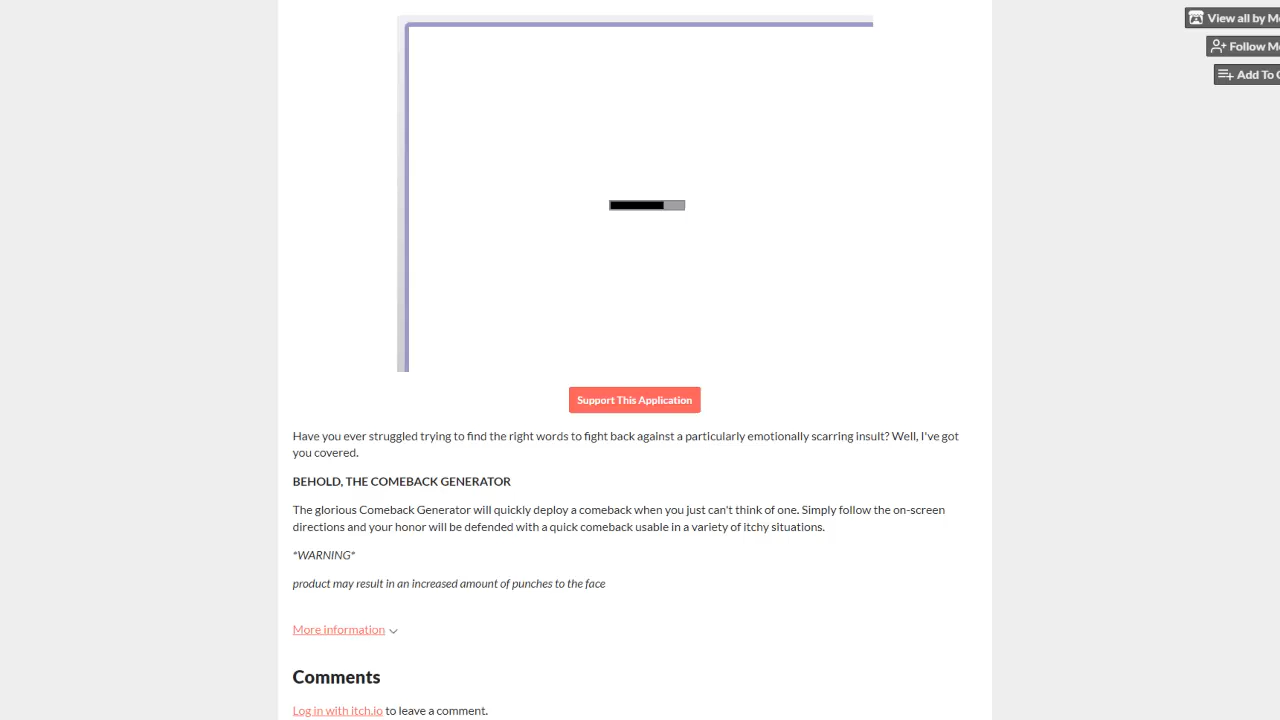 View all by M
Follow M
Add To
Support This Application
Have you ever struggled trying to find the right words to fight back against a particularly emotionally scarring insult? Well, I've got
you covered.
BEHOLD, THE COMEBACK GENERATOR
The glorious Comeback Generator will quickly deploy a comeback when you just can't think of one. Simply follow the on-screen
directions and your honor will be defended with a quick comeback usable in a variety of itchy situations.
*WARNING*
product may result in an increased amount of punches to the face
More information
Comments
Log in with itch.io to leave a comment.